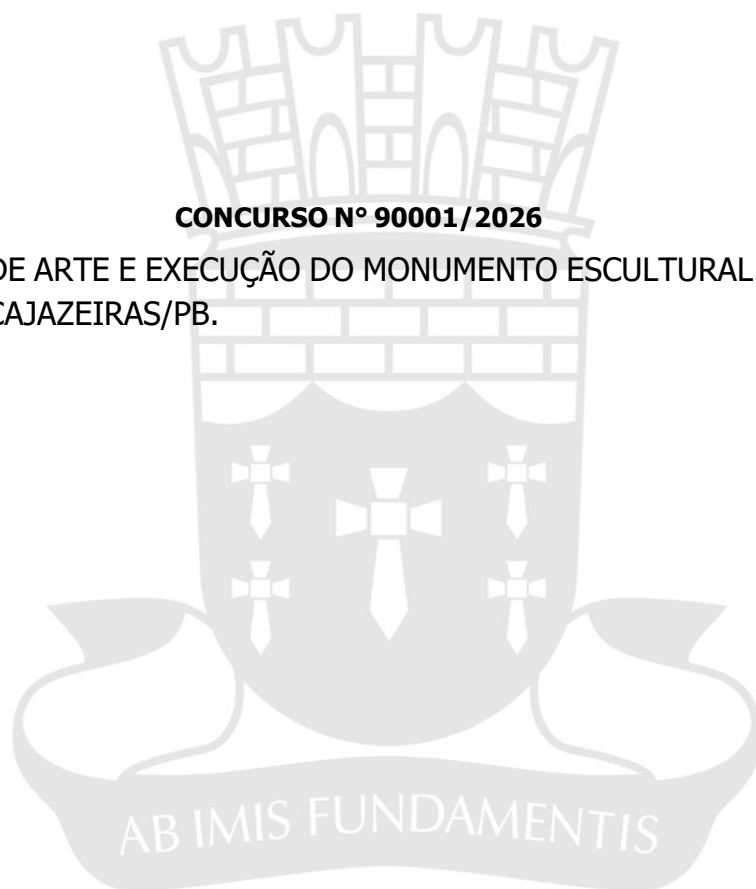 CONCURSO N° 90001/2026
DE ARTE E EXECUÇÃO DO MONUMENTO ESCULTURAL
CAJAZEIRAS/PB.
AB IMIS FUNDAMENTIS